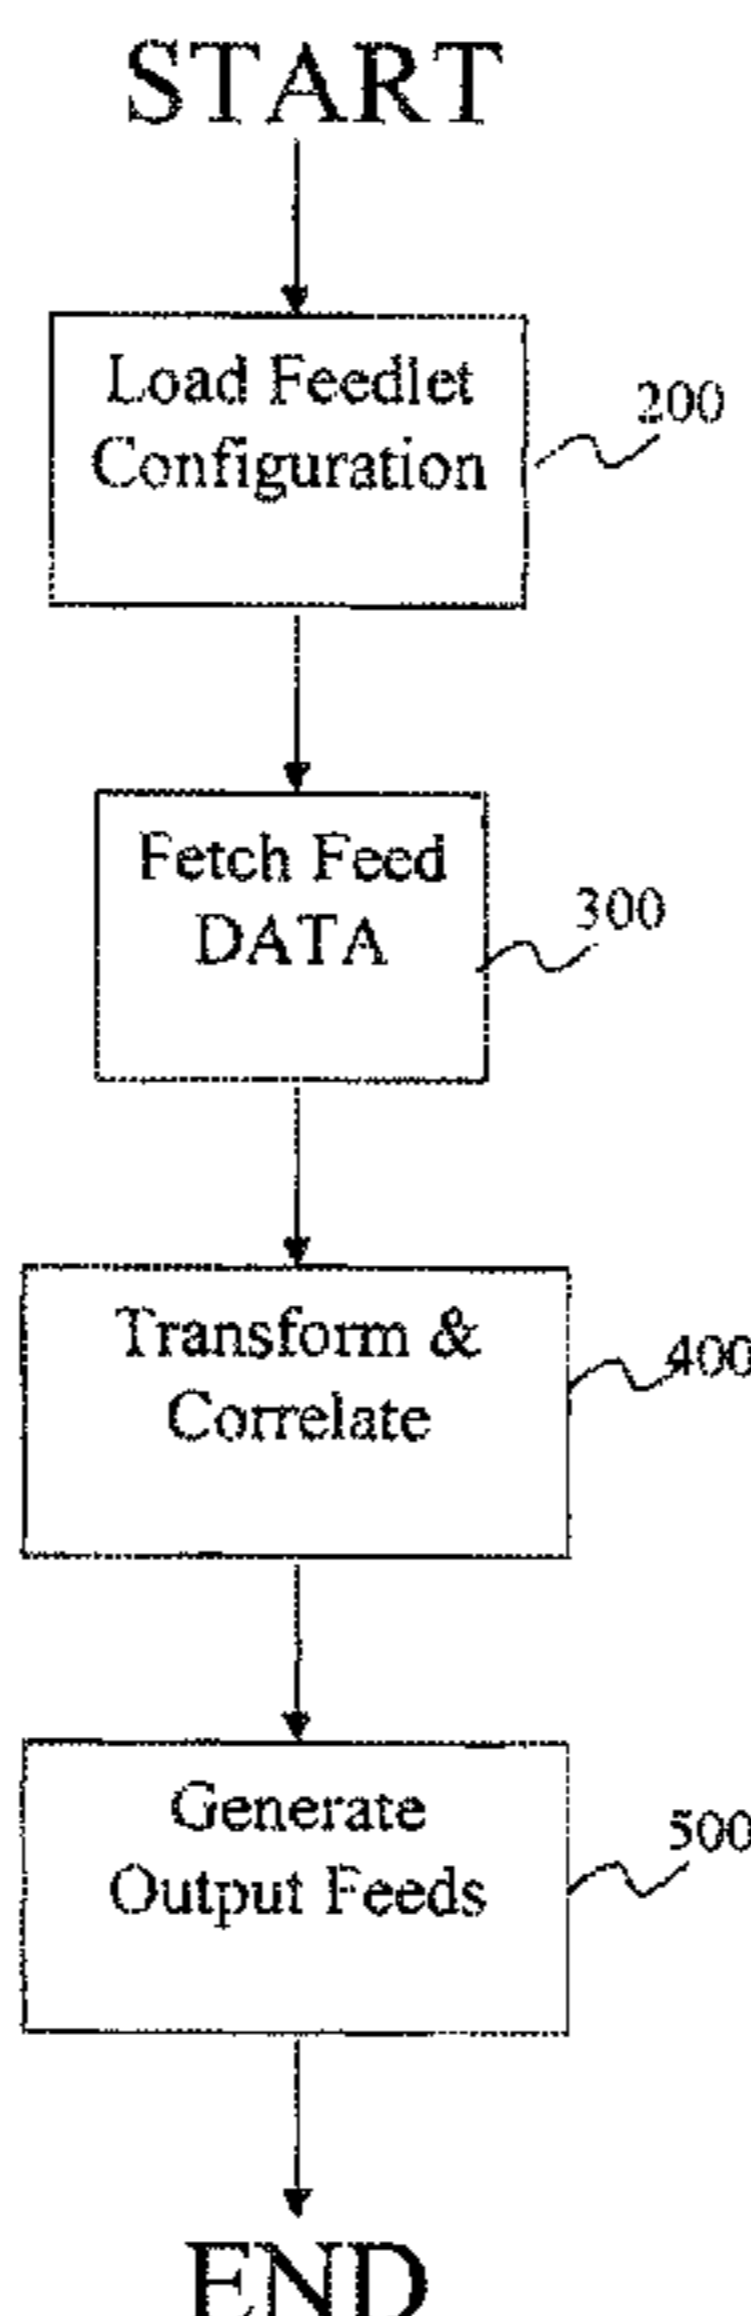 START
Load Feedlet
Configuration
200
Fetch Feed
DATA
300
Transform &
Correlate
400
Generate
Output Feeds
500
END